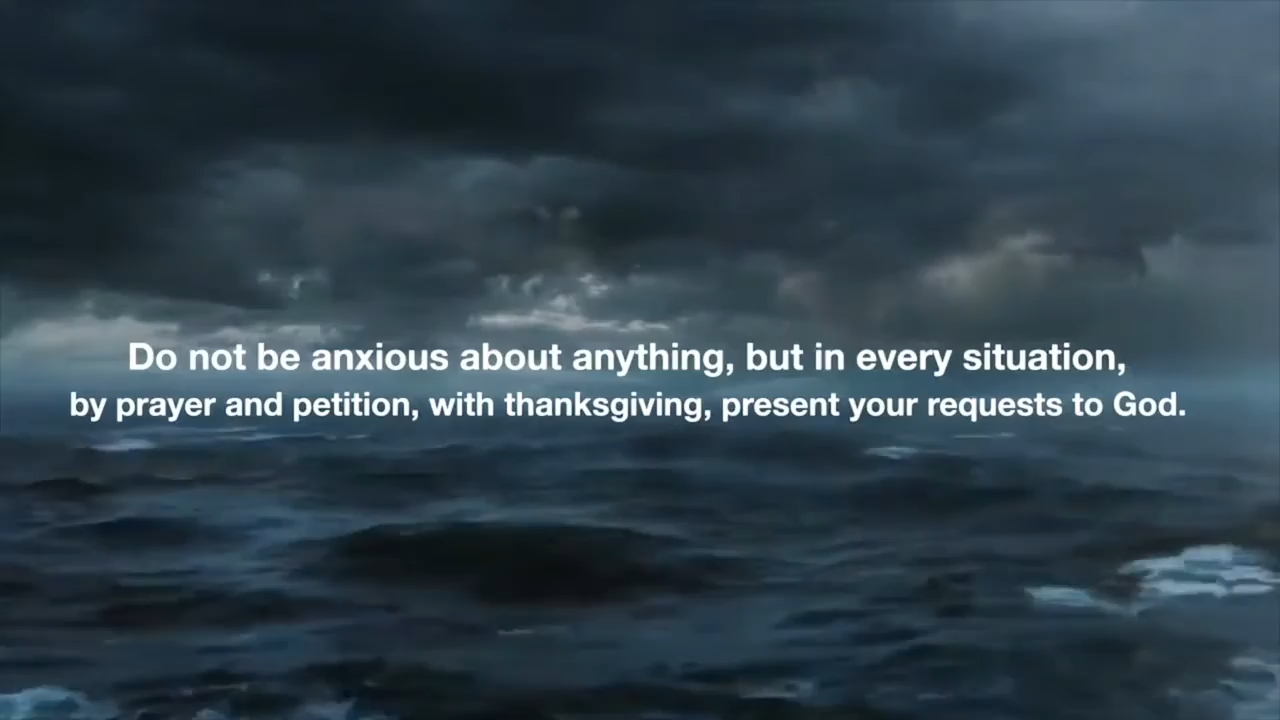 Do not be anxious about anything, but in every situation,
by prayer and petition, with thanksgiving, present your requests to God.